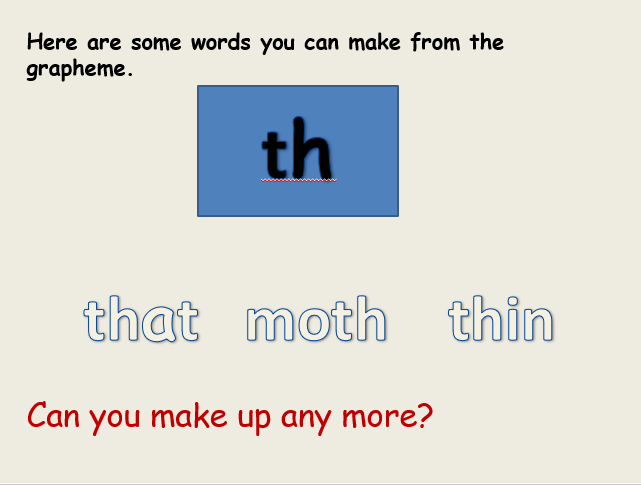 Here are some words you can make from the
grapheme.
th
that moth thin
Can you make up any more?